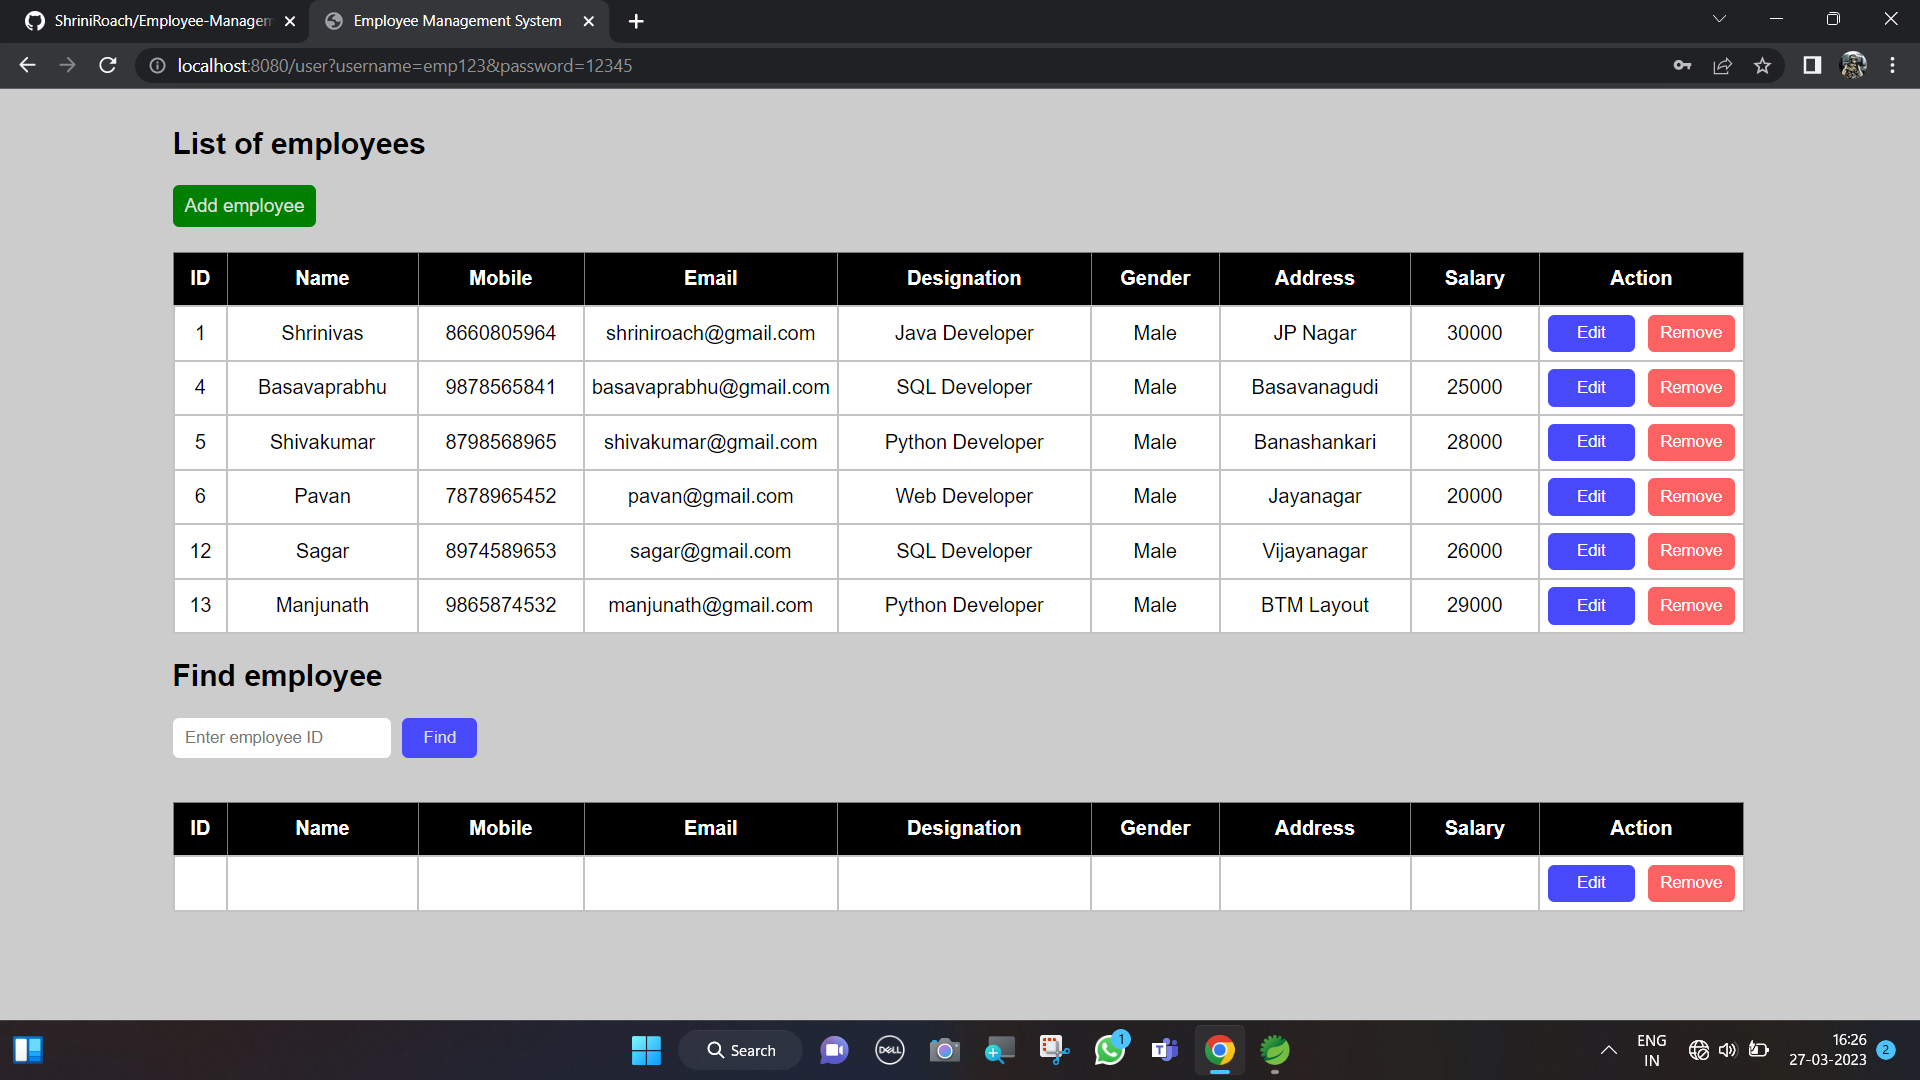 ShriniRoach/Employee-Managem
Employee Management System
localhost:8080/user?username=emp123&password=12345
List of employees
Add employee
ID Name Mobile Email Designation Gender Address Salary Action
1 Shrinivas 8660805964 shriniroach@gmail.com Java Developer Male JP Nagar 30000 Edit Remove
4 Basavaprabhu 9878565841 basavaprabhu@gmail.com SQL Developer Male Basavanagudi 25000 Edit Remove
5 Shivakumar 8798568965 shivakumar@gmail.com Python Developer Male Banashankari 28000 Edit Remove
6 Pavan 7878965452 pavan@gmail.com Web Developer Male Jayanagar 20000 Edit Remove
12 Sagar 8974589653 sagar@gmail.com SQL Developer Male Vijayanagar 26000 Edit Remove
13 Manjunath 9865874532 manjunath@gmail.com Python Developer Male BTM Layout 29000 Edit Remove
Find employee
Enter employee ID Find
ID Name Mobile Email Designation Gender Address Salary Action
Edit Remove
Search
DELL
1
T
ENG
IN
16:26
27-03-2023
2